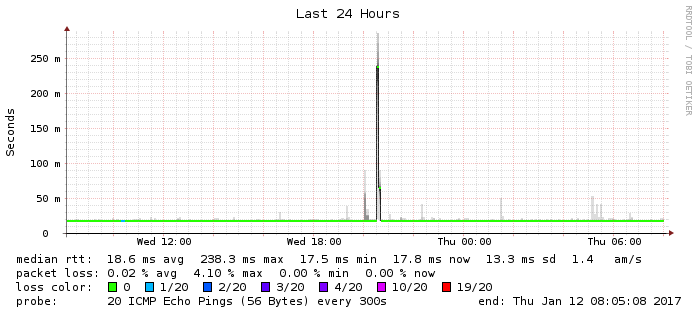 Last 24 Hours
RRDTOOL / TOBI OETIKER
Seconds
250 m
200 m
150 m
100 m
50 m
0
Wed 12:00 Wed 18:00 Thu 00:00 Thu 06:00
median rtt: 18.6 ms avg 238.3 ms max 17.5 ms min 17.8 ms now 13.3 ms sd 1.4 am/s
packet loss: 0.02 % avg 4.10 % max 0.00 % min 0.00 % now
loss color: 0 1/20 2/20 3/20 4/20 10/20 19/20
probe: 20 ICMP Echo Pings (56 Bytes) every 300s end: Thu Jan 12 08:05:08 2017